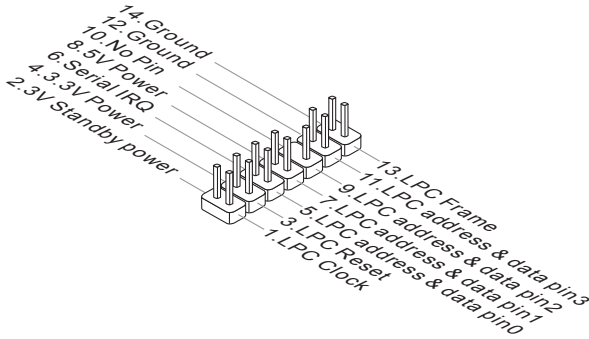 14.Ground
12.Ground
10.No Pin
8.5V Power
6.Serial IRQ
4.3.3V Power
2.3V Standby power
13.LPC Frame
11.LPC address & data pin3
9.LPC address & data pin2
7.LPC address & data pin1
5.LPC address & data pin0
3.LPC Reset
1.LPC Clock